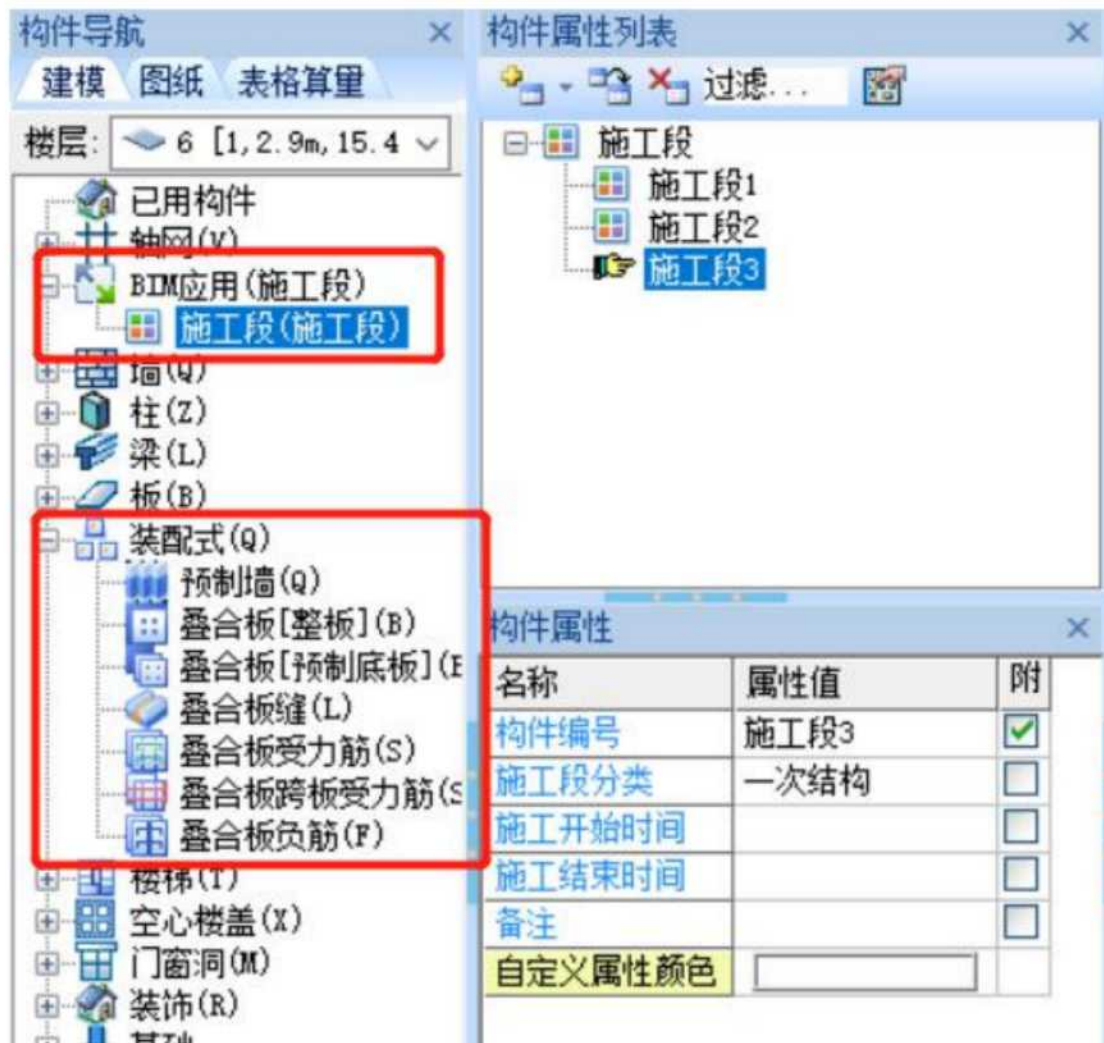 构件导航
建模 图纸 表格算量
楼层: 6 [1,2.9m,15.4
已用构件
轴网(V)
BIM应用(施工段)
施工段(施工段)
墙(Q)
柱(Z)
梁(L)
板(B)
装配式(Q)
预制墙(Q)
叠合板[整板](B)
叠合板[预制底板](B
叠合板缝(L)
叠合板受力筋(S)
叠合板跨板受力筋(S
叠合板负筋(F)
楼梯(T)
空心楼盖(X)
门窗洞(M)
装饰(R)
基础
构件属性列表
过滤...
施工段
施工段1
施工段2
施工段3
构件属性
名称 属性值 附
构件编号 施工段3
施工段分类 一次结构
施工开始时间
施工结束时间
备注
自定义属性颜色